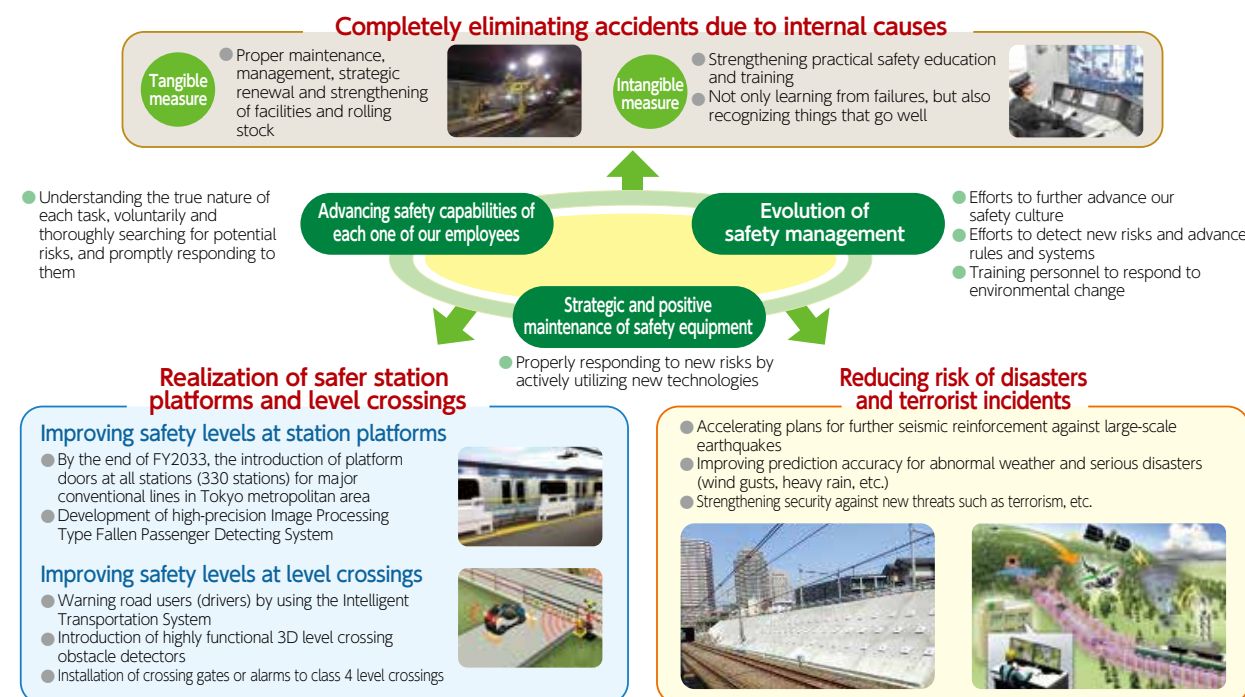 Completely eliminating accidents due to internal causes
Tangible
measure
● Proper maintenance,
management, strategic
renewal and strengthening
of facilities and rolling
stock
Intangible
measure
● Strengthening practical safety education
and training
● Not only learning from failures, but also
recognizing things that go well
● Understanding the true nature of
each task, voluntarily and
thoroughly searching for potential
risks, and promptly responding to
them
Advancing safety capabilities of
each one of our employees
Evolution of
safety management
● Efforts to further advance our
safety culture
● Efforts to detect new risks and advance
rules and systems
● Training personnel to respond to
environmental change
Strategic and positive
maintenance of safety equipment
● Properly responding to new risks by
actively utilizing new technologies
Realization of safer station
platforms and level crossings
Improving safety levels at station platforms
● By the end of FY2033, the introduction of platform
doors at all stations (330 stations) for major
conventional lines in Tokyo metropolitan area
● Development of high-precision Image Processing
Type Fallen Passenger Detecting System
Improving safety levels at level crossings
● Warning road users (drivers) by using the Intelligent
Transportation System
● Introduction of highly functional 3D level crossing
obstacle detectors
● Installation of crossing gates or alarms to class 4 level crossings
Reducing risk of disasters
and terrorist incidents
● Accelerating plans for further seismic reinforcement against large-scale
earthquakes
● Improving prediction accuracy for abnormal weather and serious disasters
(wind gusts, heavy rain, etc.)
● Strengthening security against new threats such as terrorism, etc.